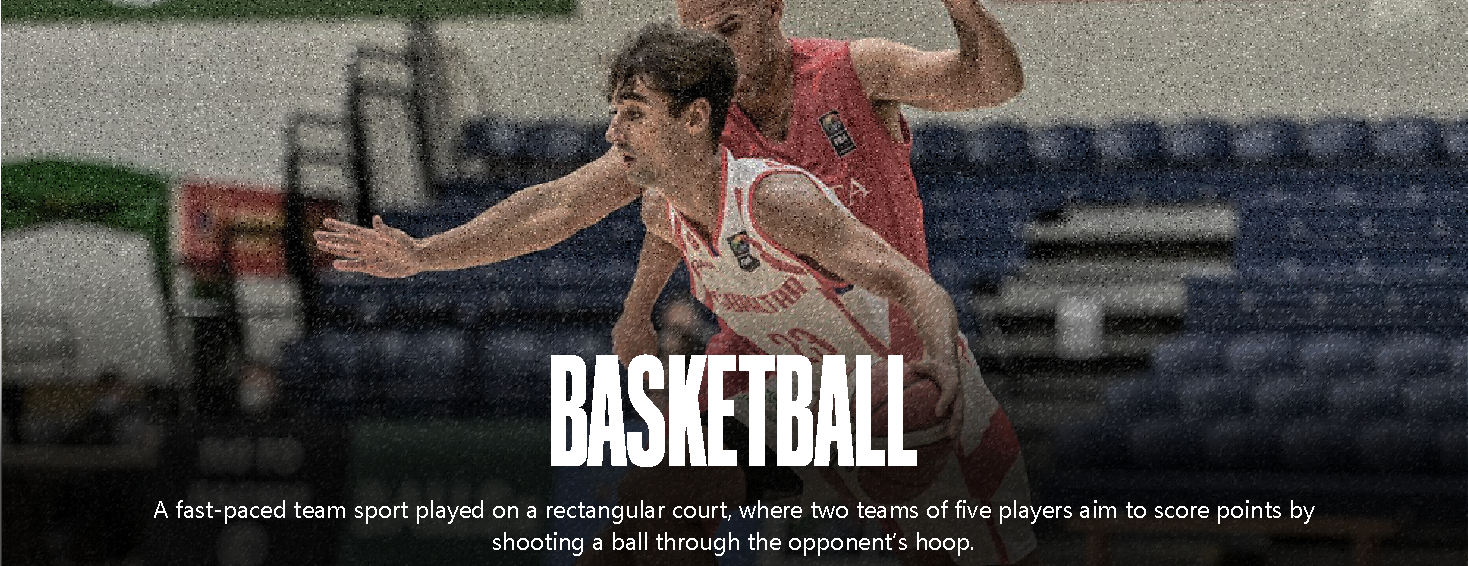 BASKETBALL
A fast-paced team sport played on a rectangular court, where two teams of five players aim to score points by
shooting a ball through the opponent's hoop.